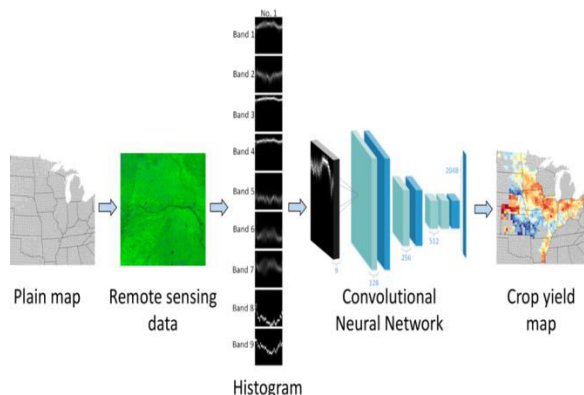 No. 1
Band 1
Band 2
Band 3
Band 4
Band 5
Band 6
Band 7
Band 8
Band 9
9
128
256
512
2048
Plain map
Remote sensing
data
Histogram
Convolutional
Neural Network
Crop yield
map